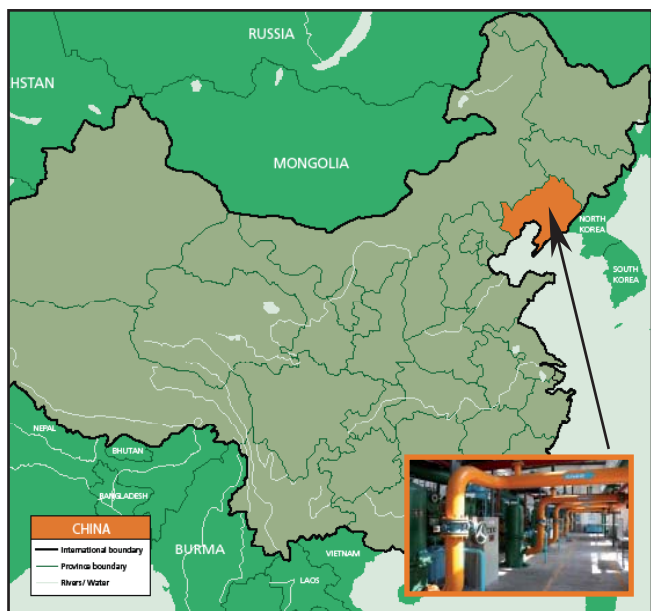 RUSSIA
HSTAN
MONGOLIA
NORTH
KOREA
SOUTH
KOREA
NEPAL
BHUTAN
BANGLADESH
BURMA
VIETNAM
LAOS
CHINA
International boundary
Province boundary
Rivers/ Water